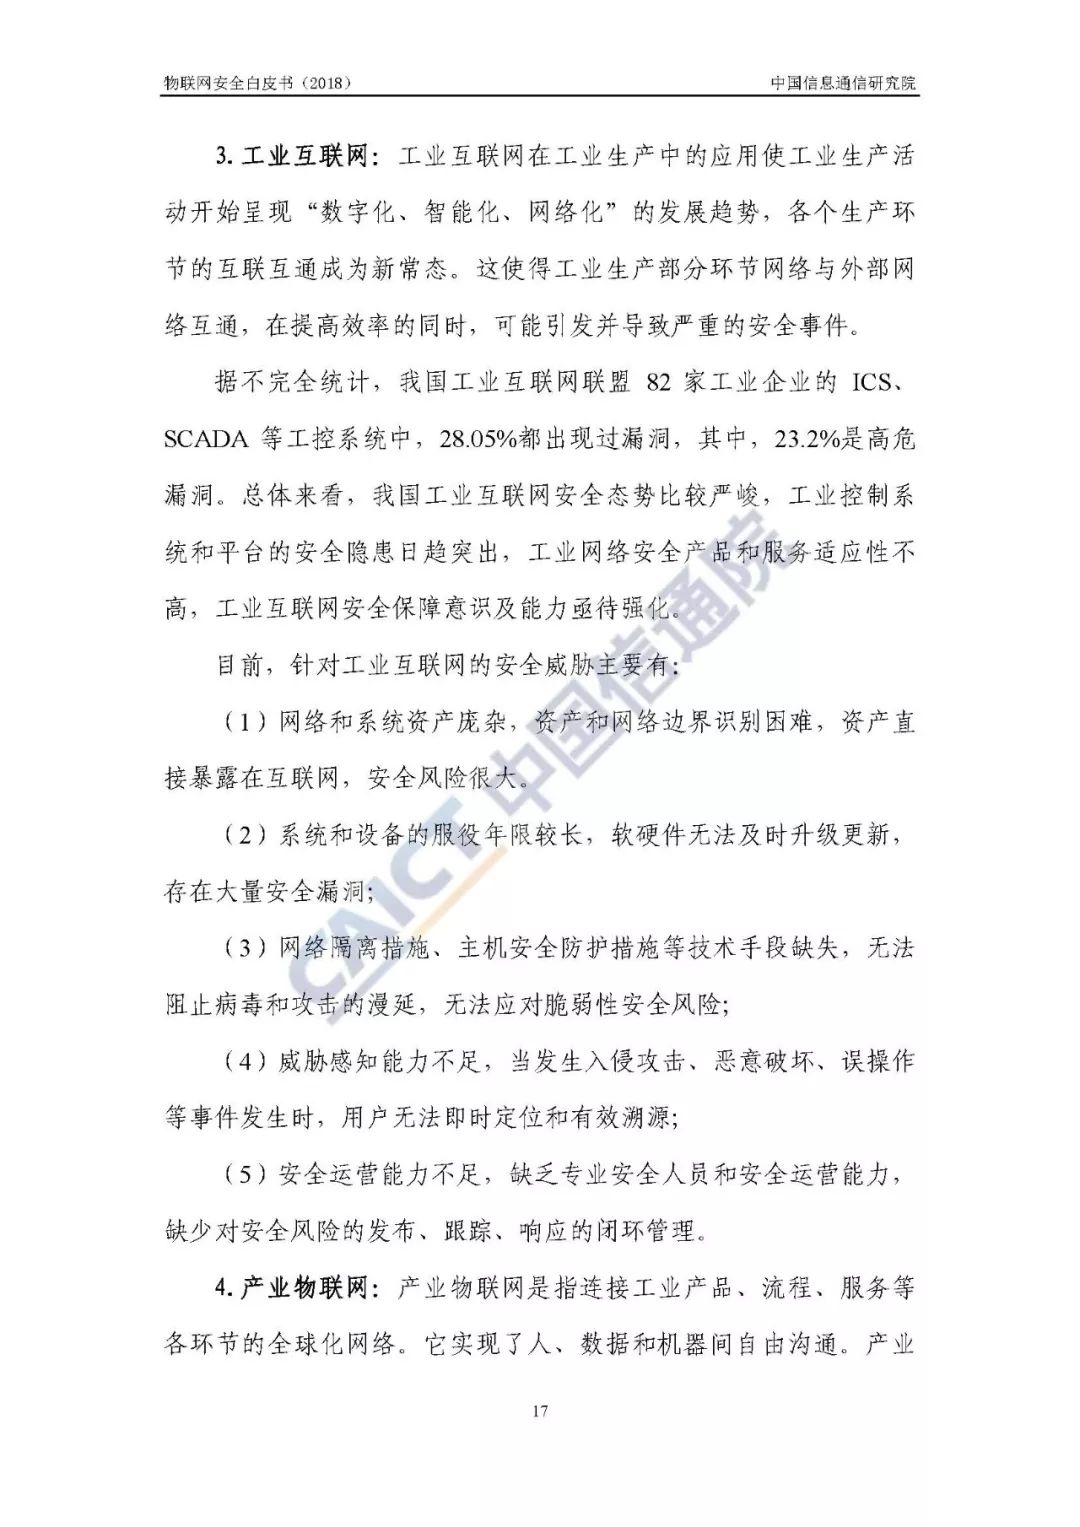 物联网安全白皮书（2018）
中国信息通信研究院
3. 工业互联网：工业互联网在工业生产中的应用使工业生产活
动开始呈现“数字化、智能化、网络化”的发展趋势，各个生产环
节的互联互通成为新常态。这使得工业生产部分环节网络与外部网
络互通，在提高效率的同时，可能引发并导致严重的安全事件。
据不完全统计，我国工业互联网联盟 82 家工业企业的 ICS、
SCADA 等工控系统中，28.05%都出现过漏洞，其中，23.2%是高危
漏洞。总体来看，我国工业互联网安全态势比较严峻，工业控制系
统和平台的安全隐患日趋突出，工业网络安全产品和服务适应性不
高，工业互联网安全保障意识及能力亟待强化。
目前，针对工业互联网的安全威胁主要有：
（1）网络和系统资产庞杂，资产和网络边界识别困难，资产直
接暴露在互联网，安全风险很大。
（2）系统和设备的服役年限较长，软硬件无法及时升级更新，
存在大量安全漏洞；
（3）网络隔离措施、主机安全防护措施等技术手段缺失，无法
阻止病毒和攻击的漫延，无法应对脆弱性安全风险；
（4）威胁感知能力不足，当发生入侵攻击、恶意破坏、误操作
等事件发生时，用户无法即时定位和有效溯源；
（5）安全运营能力不足，缺乏专业安全人员和安全运营能力，
缺少对安全风险的发布、跟踪、响应的闭环管理。
4. 产业物联网：产业物联网是指连接工业产品、流程、服务等
各环节的全球化网络。它实现了人、数据和机器间自由沟通。产业
17
CAICT 中国信通院